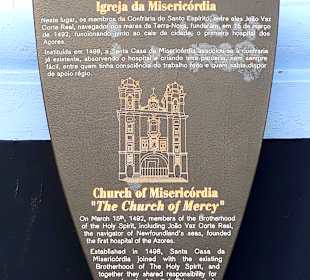 Igreja da Misericórdia
Neste lugar, os membros da Confraria do Santo Espírito, entre eles João Vaz
Corte Real, navegador dos mares da Terra-Nova, fundaram, em 15 de março
de 1492, funcionando junto ao cais da cidade, o primeiro hospital dos
Açores.
Instituída em 1498, a Santa Casa da Misericórdia associou-se à confraria
já existente, absorvendo o hospital e criando uma parceria, nem sempre
fácil, entre quem tinha consciência do trabalho feito e quem sabia dispor
de apoio régio.
Church of Misericórdia
"The Church of Mercy"
On March 15th, 1492, members of the Brotherhood
of the Holy Spirit, including João Vaz Corte Real,
the navigator of Newfoundland's seas, founded
the first hospital of the Azores.
Established in 1498, Santa Casa da
Misericórdia joined with the existing
Brotherhood of The Holy Spirit, and
together they shared responsibility for